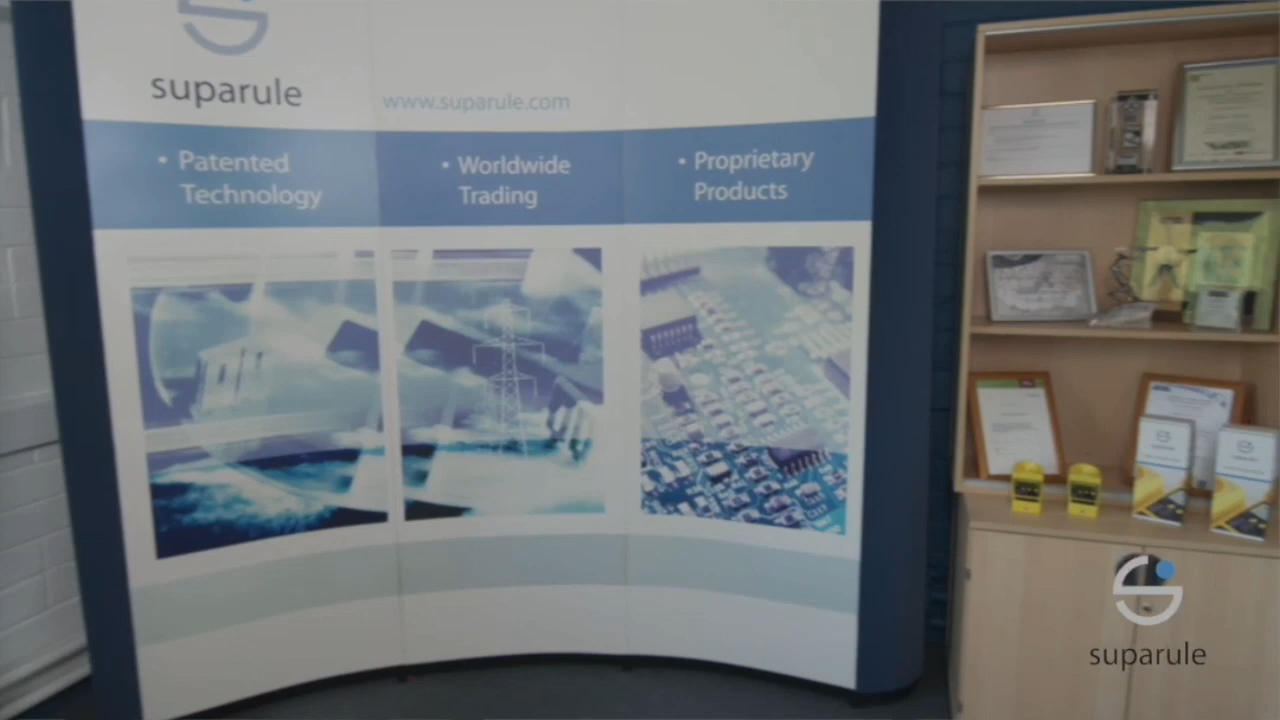 suparule
www.suparule.com
• Patented
Technology
• Worldwide
Trading
• Proprietary
Products
suparule